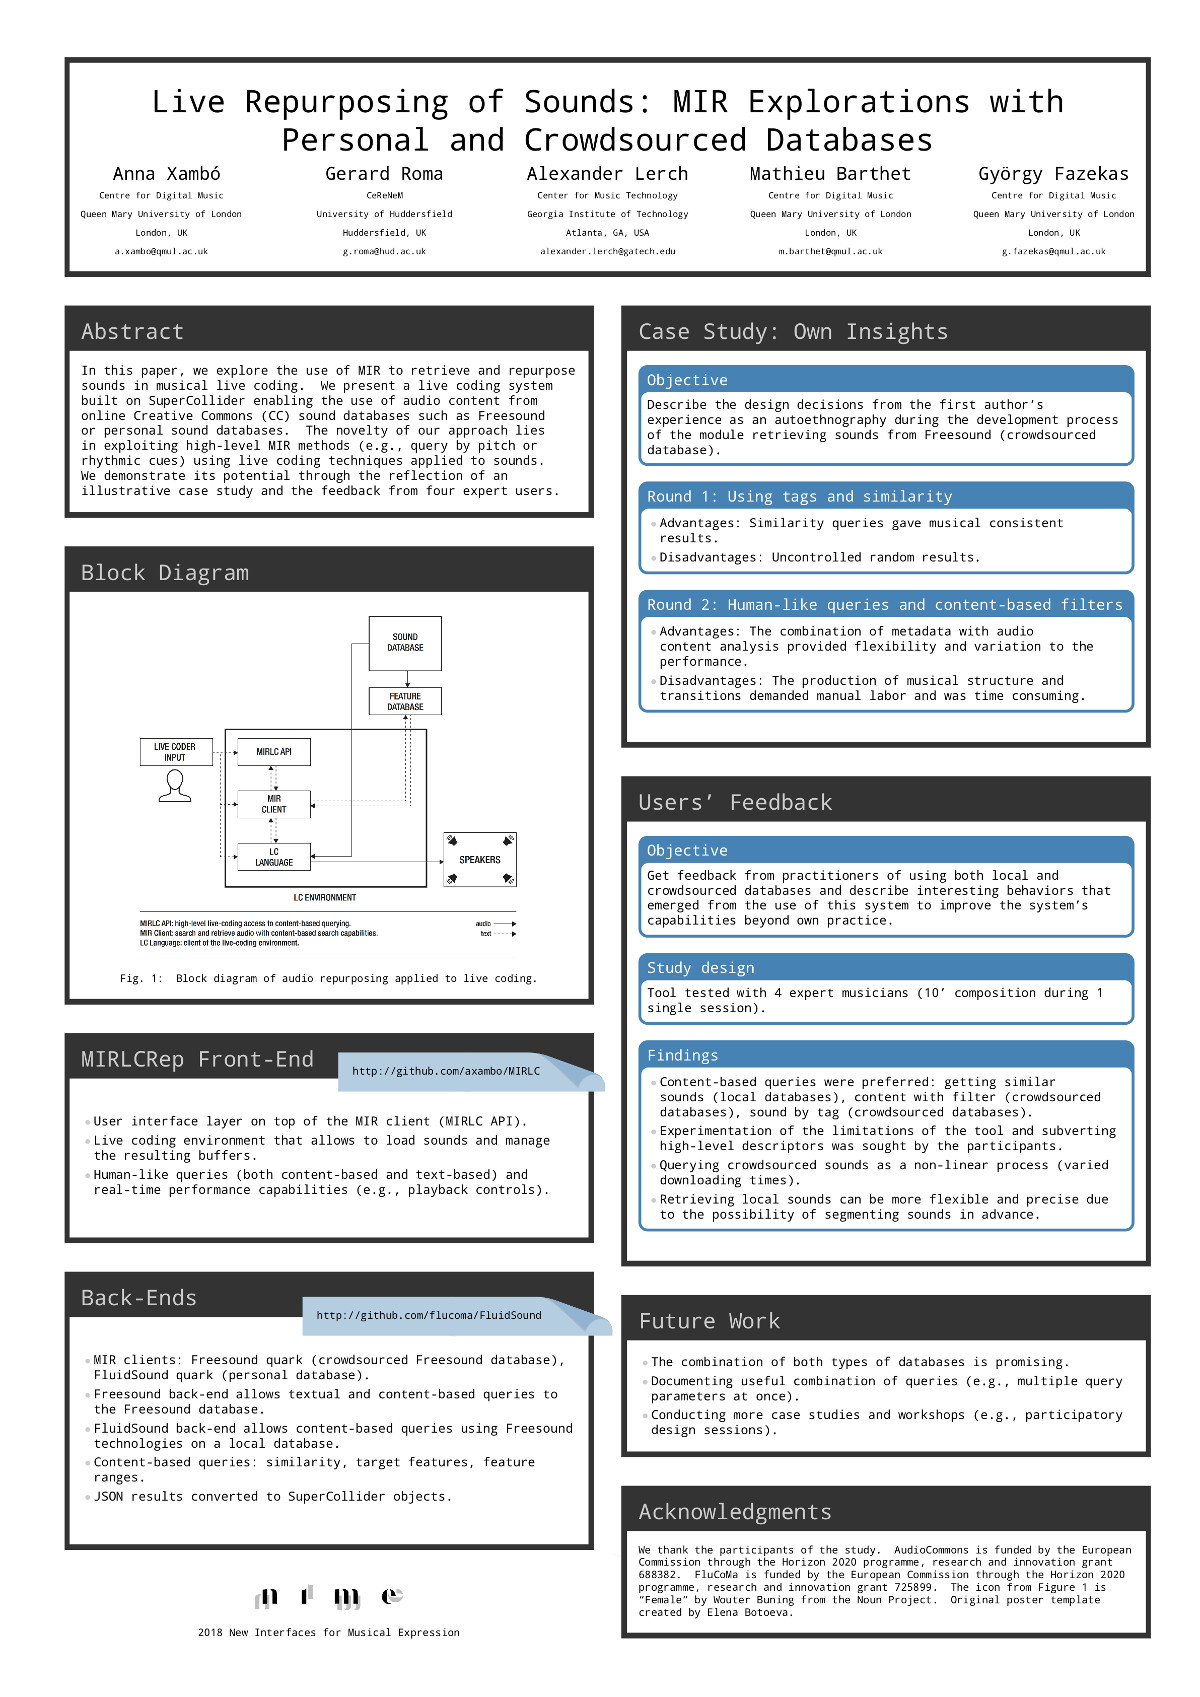 Live Repurposing of Sounds: MIR Explorations with
Personal and Crowdsourced Databases
Anna Xambó
Centre for Digital Music
Queen Mary University of London
London, UK
a.xambo@qmul.ac.uk
Gerard Roma
CeReNeM
University of Huddersfield
Huddersfield, UK
g.roma@hud.ac.uk
Alexander Lerch
Center for Music Technology
Georgia Institute of Technology
Atlanta, GA, USA
alexander.lerch@gatech.edu
Mathieu Barthet
Centre for Digital Music
Queen Mary University of London
London, UK
m.barthet@qmul.ac.uk
György Fazekas
Centre for Digital Music
Queen Mary University of London
London, UK
g.fazekas@qmul.ac.uk
Abstract
In this paper, we explore the use of MIR to retrieve and repurpose
sounds in musical live coding. We present a live coding system
built on SuperCollider enabling the use of audio content from
online Creative Commons (CC) sound databases such as Freesound
or personal sound databases. The novelty of our approach lies
in exploiting high-level MIR methods (e.g., query by pitch or
rhythmic cues) using live coding techniques applied to sounds.
We demonstrate its potential through the reflection of an
illustrative case study and the feedback from four expert users.
Block Diagram
SOUND
DATABASE
FEATURE
DATABASE
LIVE CODER
INPUT
MIRLC API
MIR
CLIENT
LC
LANGUAGE
SPEAKERS
LC ENVIRONMENT
MIRLC API: high-level live-coding access to content-based querying.
MIR Client: search and retrieve audio with content-based search capabilities.
LC Language: client of the live-coding environment.
audio
text
Fig. 1: Block diagram of audio repurposing applied to live coding.
MIRLCRep Front-End
http://github.com/axambo/MIRLC
• User interface layer on top of the MIR client (MIRLC API).
• Live coding environment that allows to load sounds and manage
the resulting buffers.
• Human-like queries (both content-based and text-based) and
real-time performance capabilities (e.g., playback controls).
Back-Ends
http://github.com/flucoma/FluidSound
• MIR clients: Freesound quark (crowdsourced Freesound database),
FluidSound quark (personal database).
• Freesound back-end allows textual and content-based queries to
the Freesound database.
• FluidSound back-end allows content-based queries using Freesound
technologies on a local database.
• Content-based queries: similarity, target features, feature
ranges.
• JSON results converted to SuperCollider objects.
nime
2018 New Interfaces for Musical Expression
Case Study: Own Insights
Objective
Describe the design decisions from the first author's
experience as an autoethnography during the development process
of the module retrieving sounds from Freesound (crowdsourced
database).
Round 1: Using tags and similarity
• Advantages: Similarity queries gave musical consistent
results.
• Disadvantages: Uncontrolled random results.
Round 2: Human-like queries and content-based filters
• Advantages: The combination of metadata with audio
content analysis provided flexibility and variation to the
performance.
• Disadvantages: The production of musical structure and
transitions demanded manual labor and was time consuming.
Users' Feedback
Objective
Get feedback from practitioners of using both local and
crowdsourced databases and describe interesting behaviors that
emerged from the use of this system to improve the system's
capabilities beyond own practice.
Study design
Tool tested with 4 expert musicians (10' composition during 1
single session).
Findings
• Content-based queries were preferred: getting similar
sounds (local databases), content with filter (crowdsourced
databases), sound by tag (crowdsourced databases).
• Experimentation of the limitations of the tool and subverting
high-level descriptors was sought by the participants.
• Querying crowdsourced sounds as a non-linear process (varied
downloading times).
• Retrieving local sounds can be more flexible and precise due
to the possibility of segmenting sounds in advance.
Future Work
• The combination of both types of databases is promising.
• Documenting useful combination of queries (e.g., multiple query
parameters at once).
• Conducting more case studies and workshops (e.g., participatory
design sessions).
Acknowledgments
We thank the participants of the study. AudioCommons is funded by the European
Commission through the Horizon 2020 programme, research and innovation grant
688382. FluCoMa is funded by the European Commission through the Horizon 2020
programme, research and innovation grant 725899. The icon from Figure 1 is
"Female" by Wouter Buning from the Noun Project. Original poster template
created by Elena Botoeva.